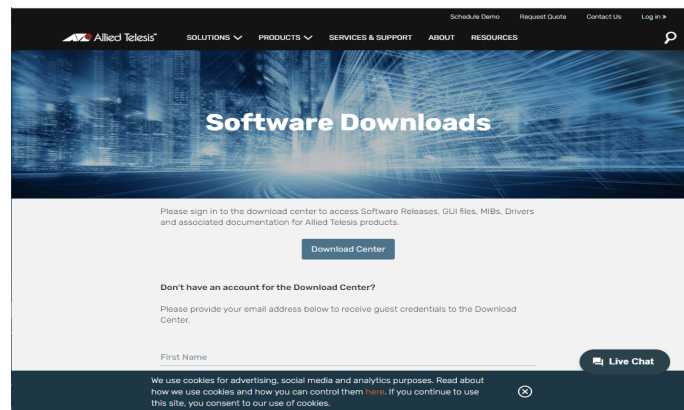 Schedule Demo Request Quote Contact Us Log in »
Allied Telesis™ SOLUTIONS PRODUCTS SERVICES & SUPPORT ABOUT RESOURCES
Software Downloads
Please sign in to the download center to access Software Releases, GUI files, MIBs, Drivers
and associated documentation for Allied Telesis products.
Download Center
Don't have an account for the Download Center?
Please provide your email address below to receive guest credentials to the Download
Center.
First Name
Live Chat
We use cookies for advertising, social media and analytics purposes. Read about
how we use cookies and how you can control them here. If you continue to use
this site, you consent to our use of cookies.